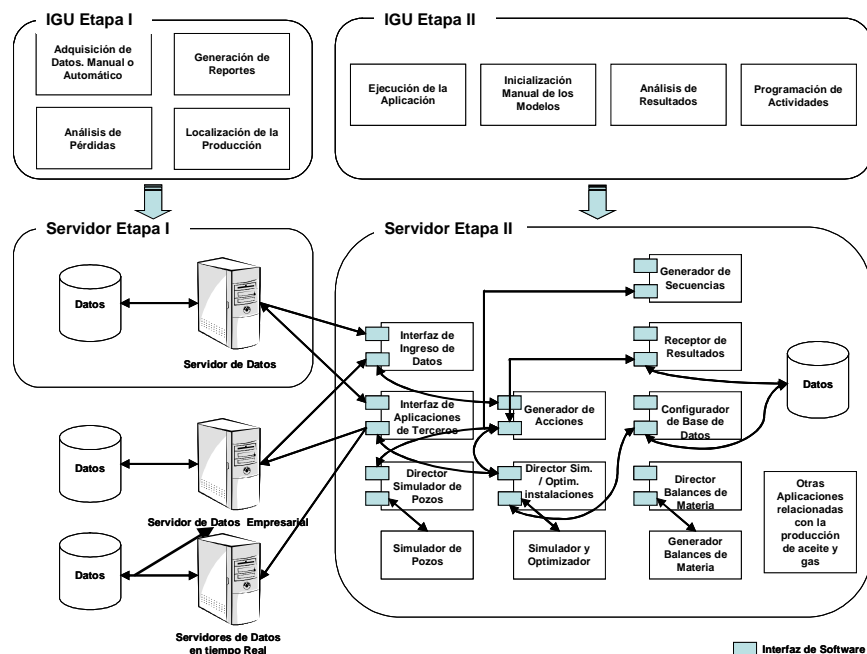 IGU Etapa I
Adquisición de
Datos. Manual o
Automático
Generación de
Reportes
Análisis de
Pérdidas
Localización de la
Producción
IGU Etapa II
Ejecución de la
Aplicación
Inicialización
Manual de los
Modelos
Análisis de
Resultados
Programación de
Actividades
Servidor Etapa I
Datos
Servidor de Datos
Datos
Servidor de Datos Empresarial
Datos
Servidores de Datos
en tiempo Real
Servidor Etapa II
Generador de
Secuencias
Interfaz de
Ingreso de
Datos
Receptor de
Resultados
Datos
Interfaz de
Aplicaciones
de Terceros
Generador de
Acciones
Configurador
de Base de
Datos
Director
Simulador de
Pozos
Director Sim.
/ Optim.
instalaciones
Director
Balances de
Materia
Otras
Aplicaciones
relacionadas
con la
producción
de aceite y
gas
Simulador de
Pozos
Simulador y
Optimizador
Generador
Balances de
Materia
Interfaz de Software